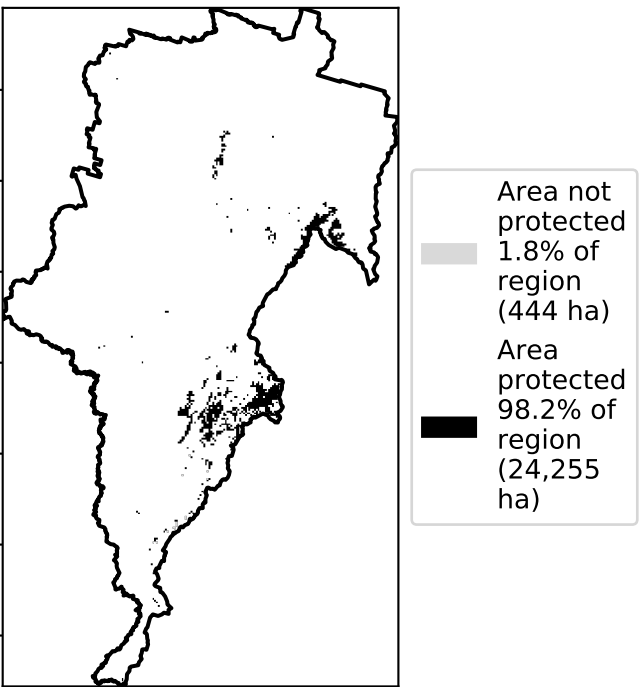 Area not
protected
1.8% of
region
(444 ha)
Area
protected
98.2% of
region
(24,255
ha)